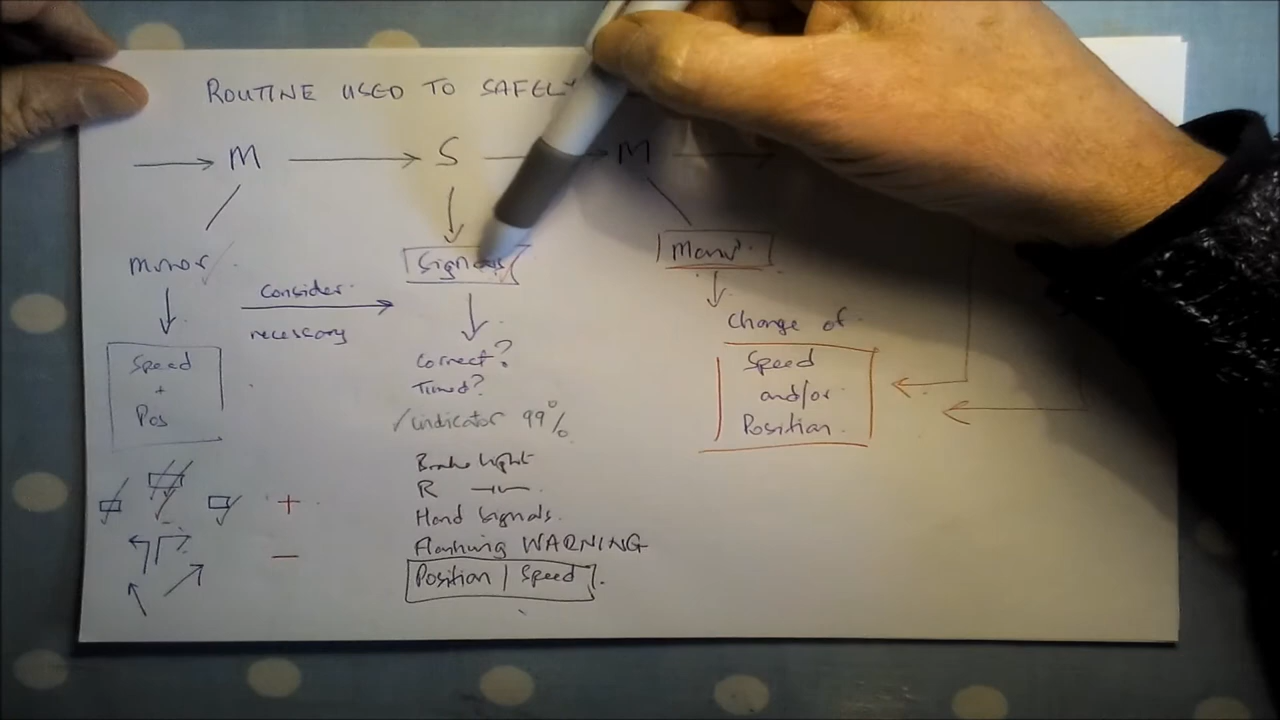 ROUTINE USED TO SAFELY
M S M
Mirror
Speed
+
Pos
Consider
necessary
Signals
Correct?
Timed?
✓indicator 99%
Brake light
R
Hand Signals.
Flashing WARNING
Position | Speed.
Manv.
Change of
Speed
and/or
Position.
+
-